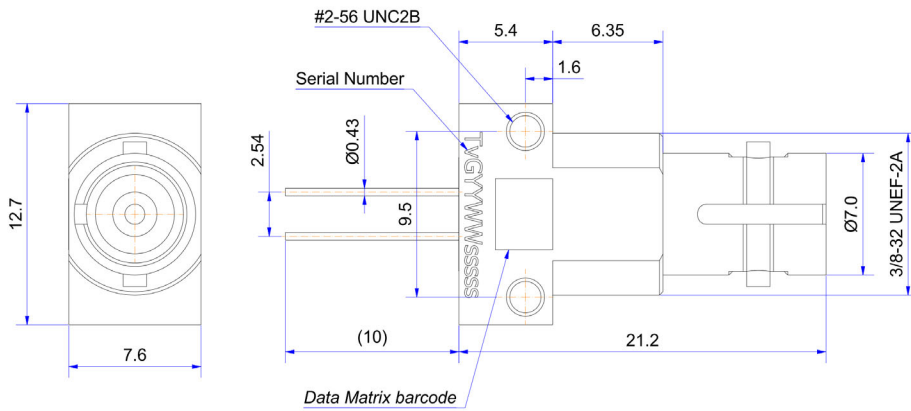 #2-56 UNC2B
5.4
6.35
1.6
Serial Number
Ø0.43
2.54
12.7
9.5
TvGYYWWsssss
Ø7.0
3/8-32 UNEF-2A
(10)
21.2
7.6
Data Matrix barcode